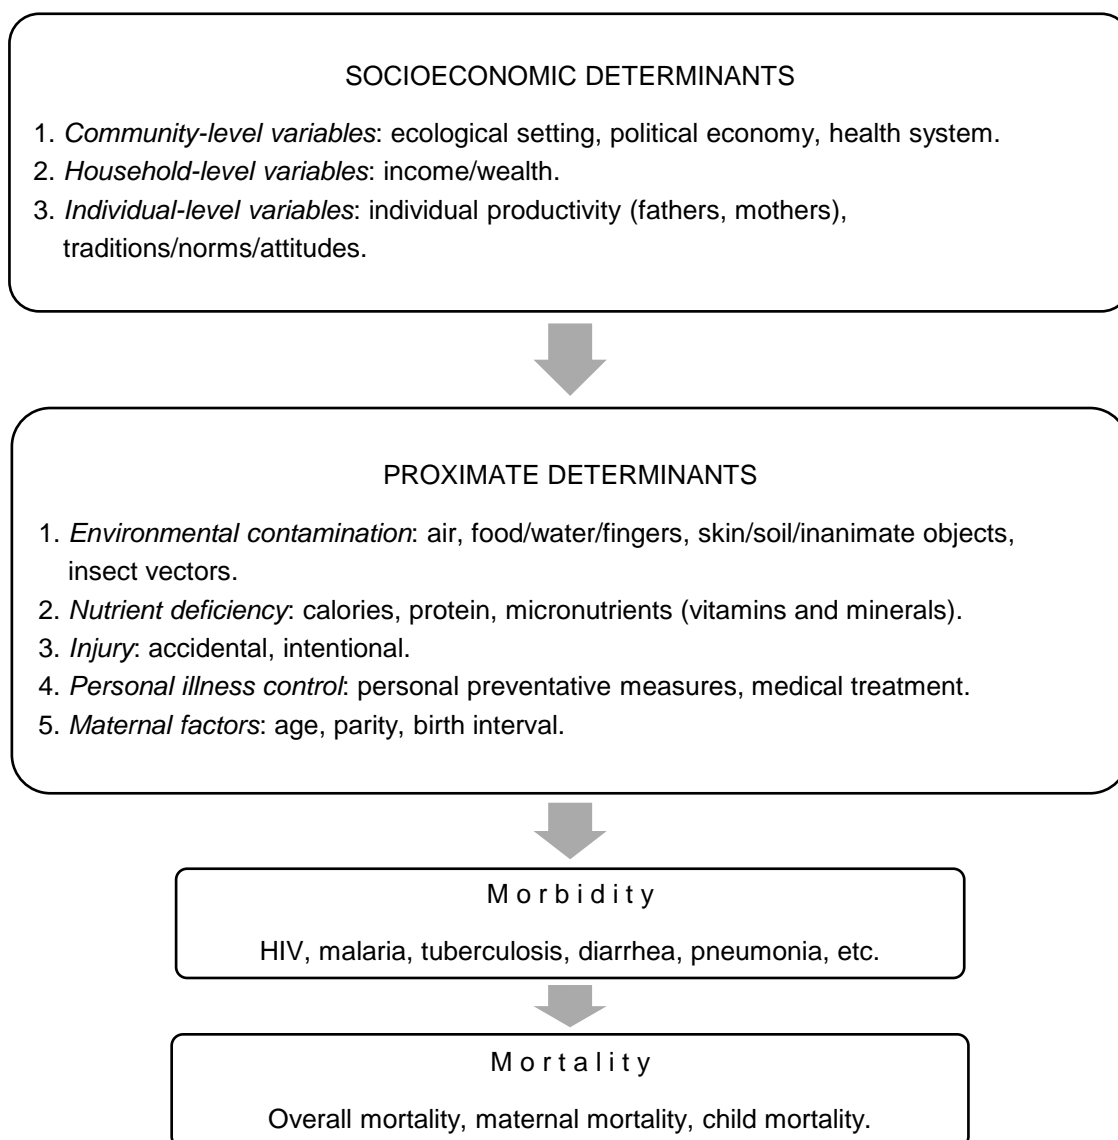 SOCIOECONOMIC DETERMINANTS
1. Community-level variables: ecological setting, political economy, health system.
2. Household-level variables: income/wealth.
3. Individual-level variables: individual productivity (fathers, mothers),
traditions/norms/attitudes.
PROXIMATE DETERMINANTS
1. Environmental contamination: air, food/water/fingers, skin/soil/inanimate objects,
insect vectors.
2. Nutrient deficiency: calories, protein, micronutrients (vitamins and minerals).
3. Injury: accidental, intentional.
4. Personal illness control: personal preventative measures, medical treatment.
5. Maternal factors: age, parity, birth interval.
Morbidity
HIV, malaria, tuberculosis, diarrhea, pneumonia, etc.
Mortality
Overall mortality, maternal mortality, child mortality.